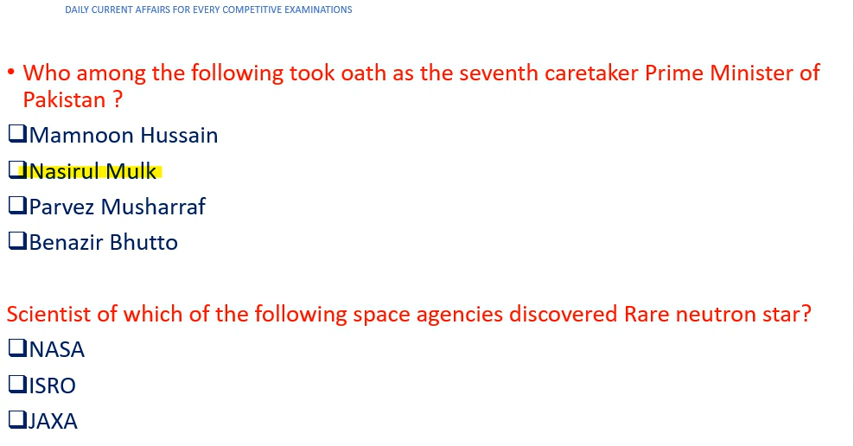 DAILY CURRENT AFFAIRS FOR EVERY COMPETITIVE EXAMINATIONS
• Who among the following took oath as the seventh caretaker Prime Minister of
Pakistan ?
❑Mamnoon Hussain
❑Nasirul Mulk
❑Parvez Musharraf
❑Benazir Bhutto
Scientist of which of the following space agencies discovered Rare neutron star?
❑NASA
❑ISRO
❑JAXA